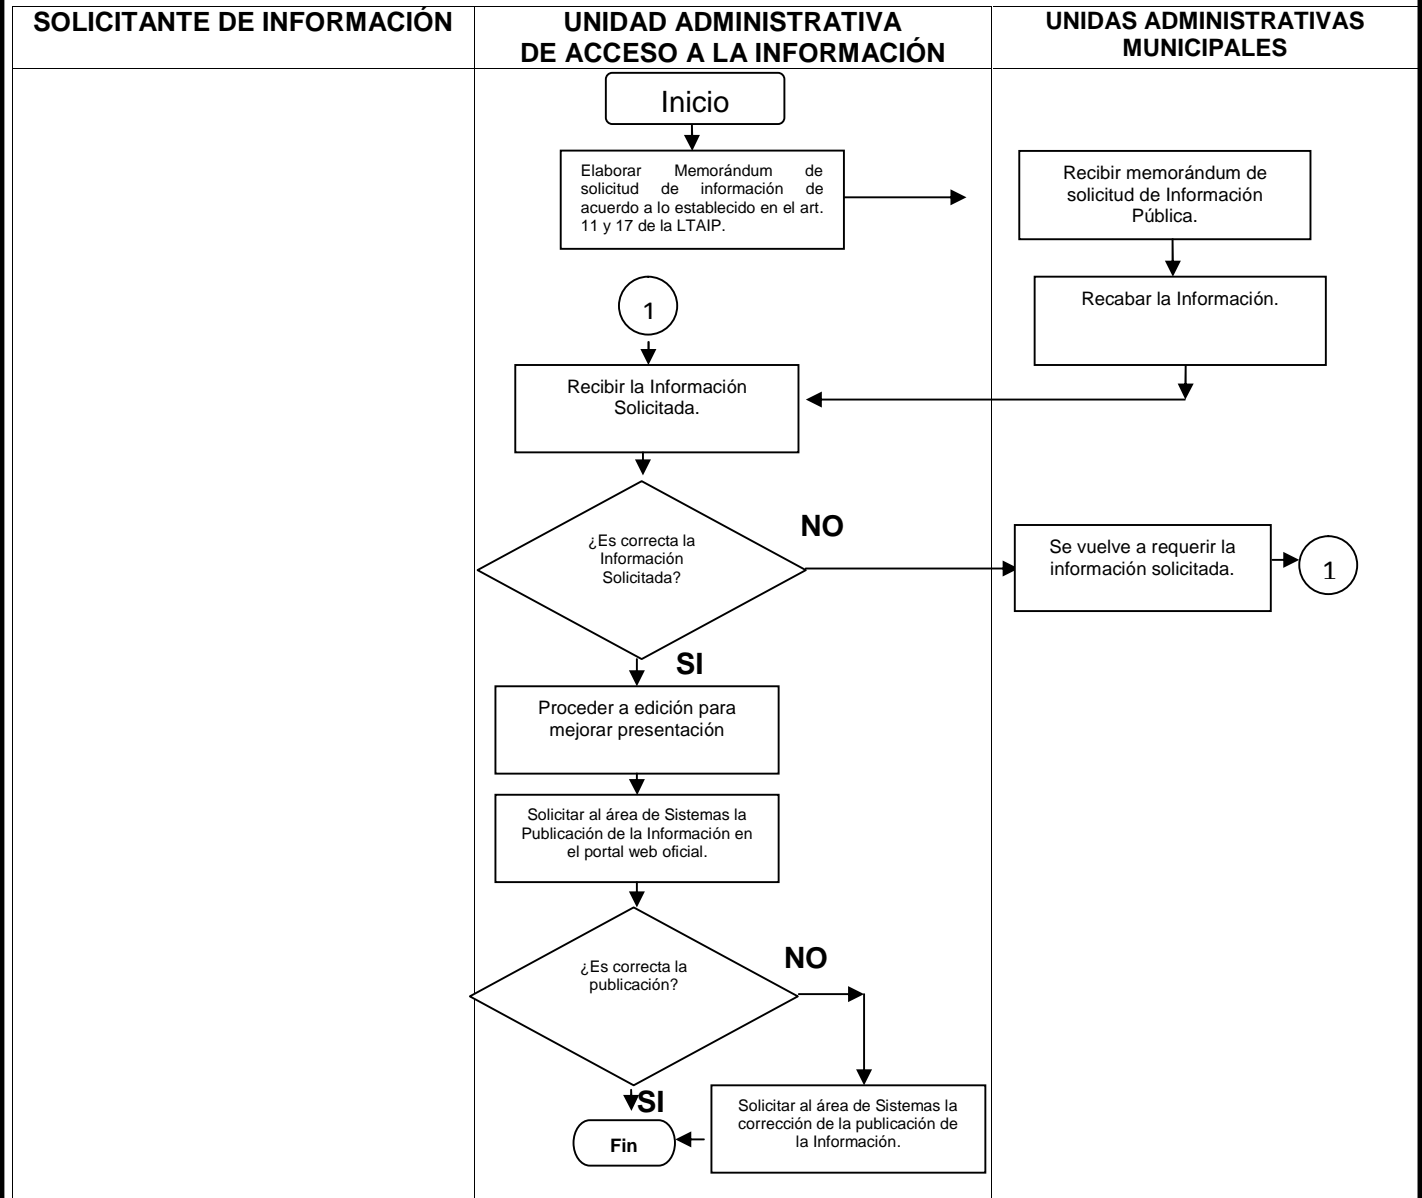 SOLICITANTE DE INFORMACIÓN
UNIDAD ADMINISTRATIVA
DE ACCESO A LA INFORMACIÓN
UNIDAS ADMINISTRATIVAS
MUNICIPALES
Inicio
Elaborar Memorándum de
solicitud de información de
acuerdo a lo establecido en el art.
11 y 17 de la LTAIP.
Recibir memorándum de
solicitud de Información
Pública.
Recabar la Información.
1
Recibir la Información
Solicitada.
¿Es correcta la
Información
Solicitada?
NO
Se vuelve a requerir la
información solicitada.
1
SI
Proceder a edición para
mejorar presentación
Solicitar al área de Sistemas la
Publicación de la Información en
el portal web oficial.
¿Es correcta la
publicación?
NO
SI
Solicitar al área de Sistemas la
corrección de la publicación de
la Información.
Fin